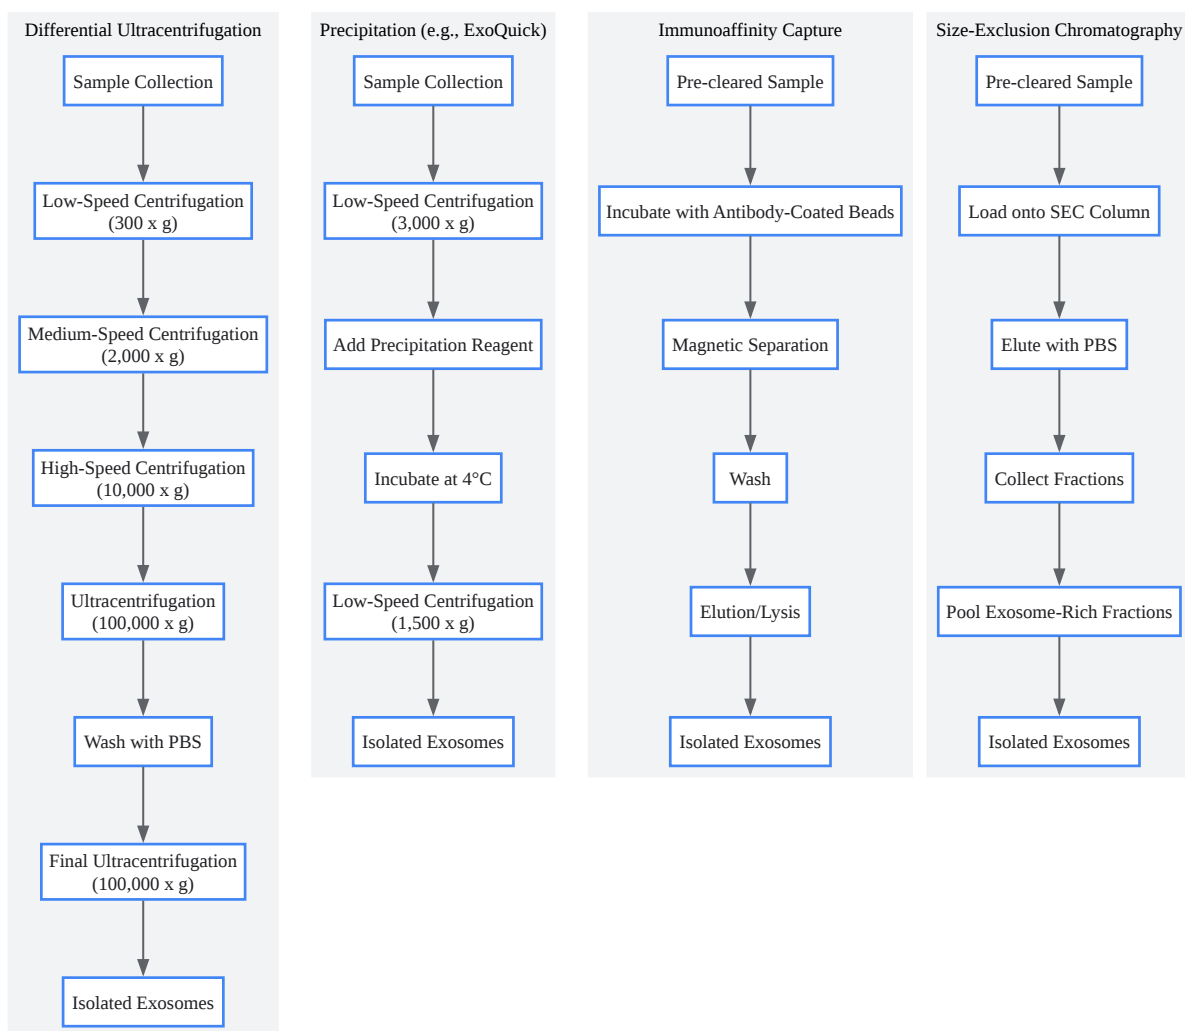 Differential Ultracentrifugation
Sample Collection
Low-Speed Centrifugation
(300 x g)
Medium-Speed Centrifugation
(2,000 x g)
High-Speed Centrifugation
(10,000 x g)
Ultracentrifugation
(100,000 x g)
Wash with PBS
Final Ultracentrifugation
(100,000 x g)
Isolated Exosomes
Precipitation (e.g., ExoQuick)
Sample Collection
Low-Speed Centrifugation
(3,000 x g)
Add Precipitation Reagent
Incubate at 4°C
Low-Speed Centrifugation
(1,500 x g)
Isolated Exosomes
Immunoaffinity Capture
Pre-cleared Sample
Incubate with Antibody-Coated Beads
Magnetic Separation
Wash
Elution/Lysis
Isolated Exosomes
Size-Exclusion Chromatography
Pre-cleared Sample
Load onto SEC Column
Elute with PBS
Collect Fractions
Pool Exosome-Rich Fractions
Isolated Exosomes